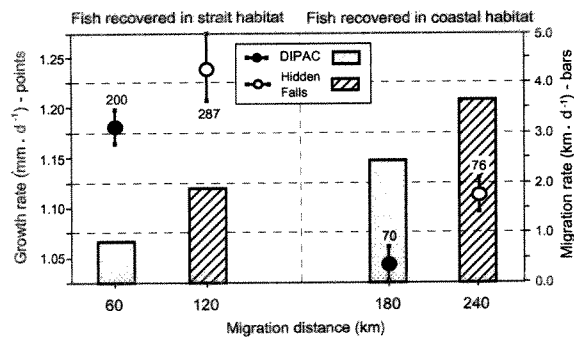 Fish recovered in strait habitat Fish recovered in coastal habitat
Growth rate (mm · d⁻¹) - points
1.25
1.20
1.15
1.10
1.05
200
287
DIPAC
Hidden
Falls
70
76
5.0
4.0
3.0
2.0
1.0
0.0
Migration rate (km · d⁻¹) - bars
60 120 180 240
Migration distance (km)